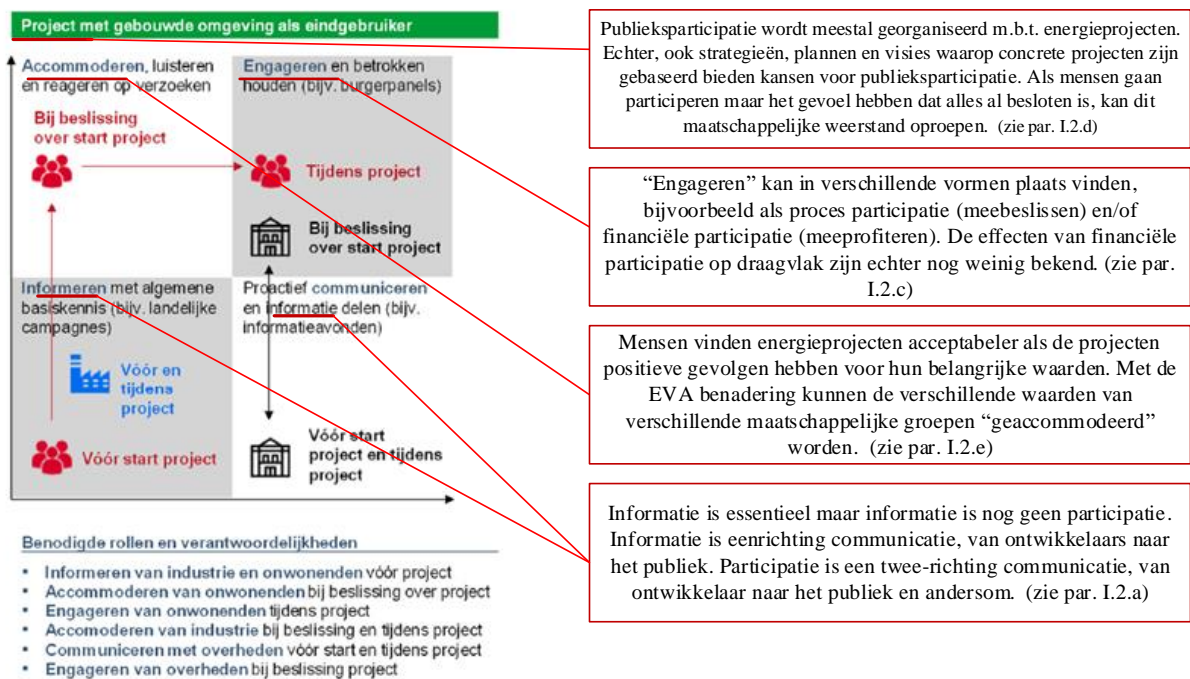 Project met gebouwde omgeving als eindgebruiker
Accommoderen, luisteren
en reageren op verzoeken
Engageren en betrokken
houden (bijv. burgerpanels)
Bij beslissing
over start project
Tijdens project
Bij beslissing
over start project
Informeren met algemene
basiskennis (bijv. landelijke
campagnes)
Proactief communiceren
en informatie delen (bijv.
informatieavonden)
Vóór en
tijdens
project
Vóór start project
Vóór start
project en tijdens
project
Benodigde rollen en verantwoordelijkheden
• Informeren van industrie en onwonenden vóór project
• Accommoderen van onwonenden bij beslissing over project
• Engageren van onwonenden tijdens project
• Accomoderen van industrie bij beslissing en tijdens project
• Communiceren met overheden vóór start en tijdens project
• Engageren van overheden bij beslissing project
Publieksparticipatie wordt meestal georganiseerd m.b.t. energieprojecten.
Echter, ook strategieën, plannen en visies waarop concrete projecten zijn
gebaseerd bieden kansen voor publieksparticipatie. Als mensen gaan
participeren maar het gevoel hebben dat alles al besloten is, kan dit
maatschappelijke weerstand oproepen. (zie par. I.2.d)
“Engageren” kan in verschillende vormen plaats vinden,
bijvoorbeeld als proces participatie (meebeslissen) en/of
financiële participatie (meeprofiteren). De effecten van financiële
participatie op draagvlak zijn echter nog weinig bekend. (zie par.
I.2.c)
Mensen vinden energieprojecten acceptabeler als de projecten
positieve gevolgen hebben voor hun belangrijke waarden. Met de
EVA benadering kunnen de verschillende waarden van
verschillende maatschappelijke groepen “geaccommodeerd”
worden. (zie par. I.2.e)
Informatie is essentieel maar informatie is nog geen participatie.
Informatie is eenrichting communicatie, van ontwikkelaars naar
het publiek. Participatie is een twee-richting communicatie, van
ontwikkelaar naar het publiek en andersom. (zie par. I.2.a)